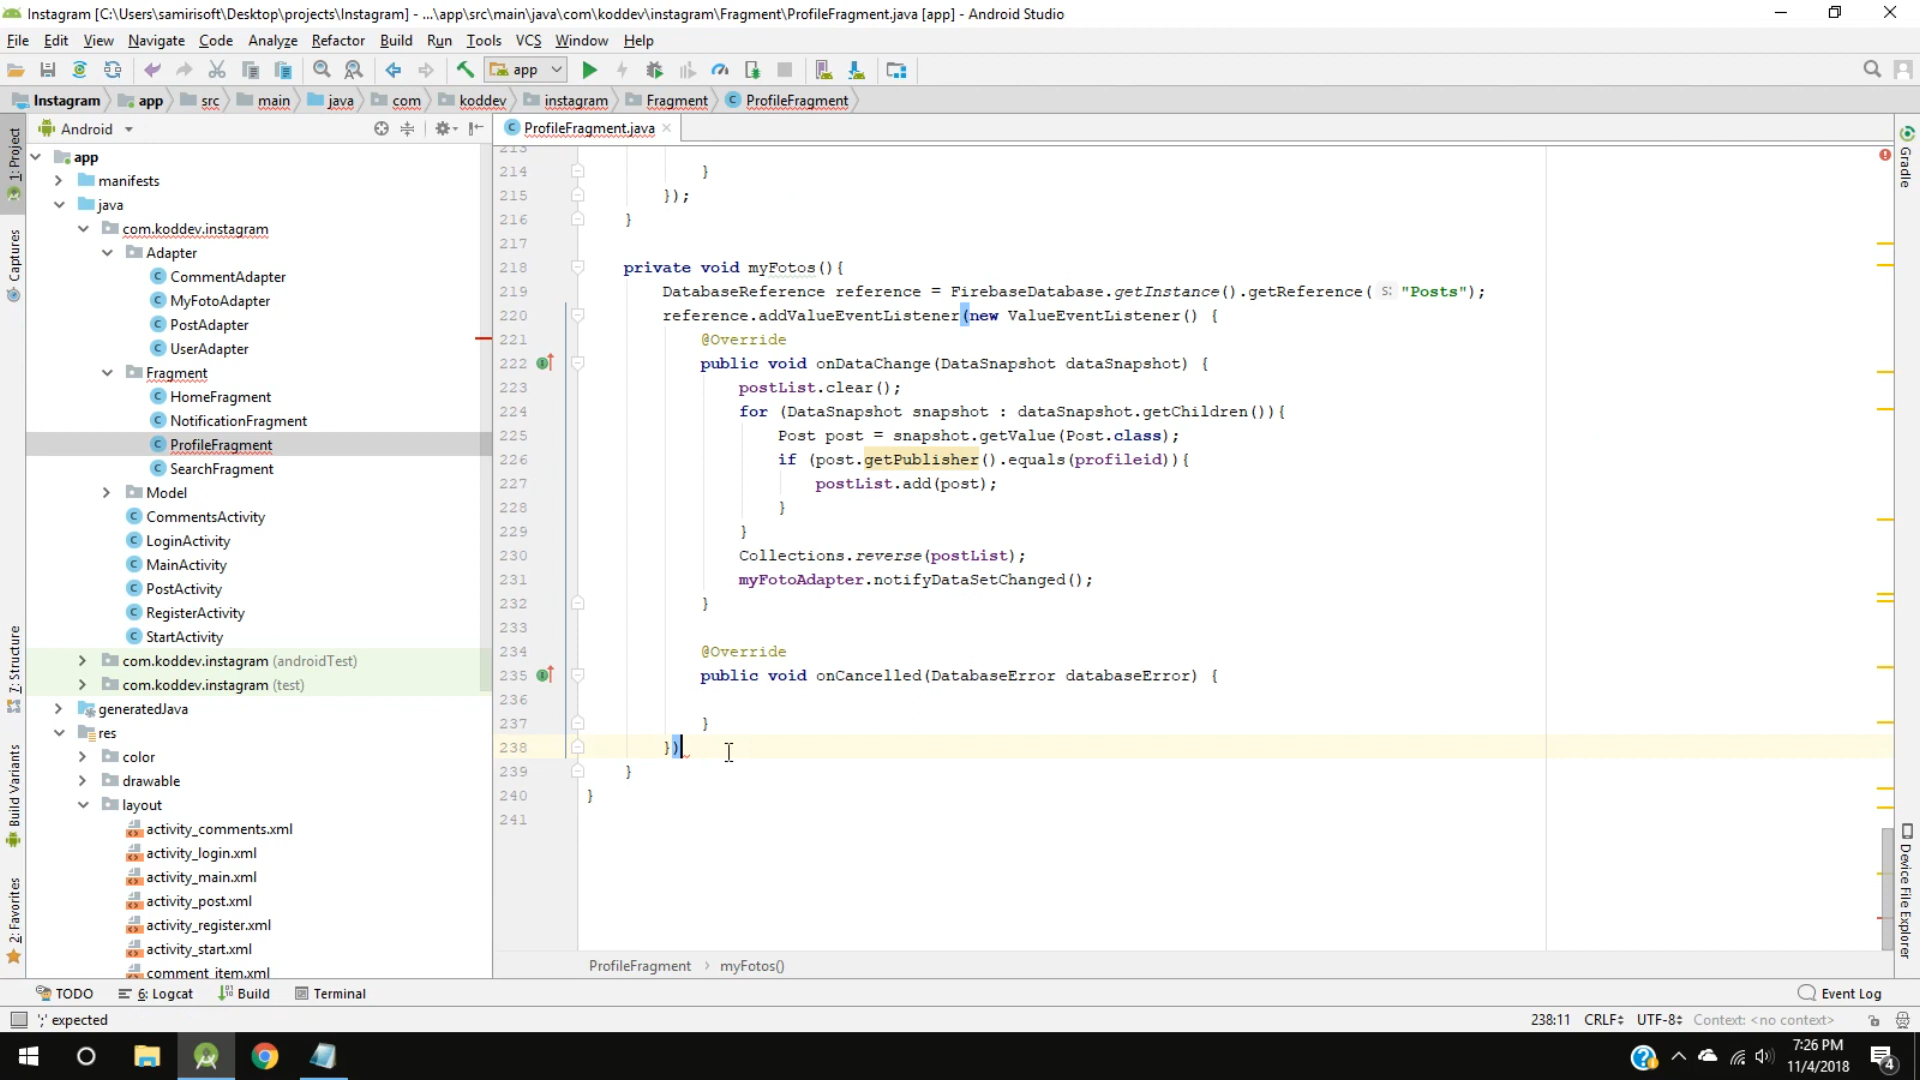 Instagram [C:\Users\samirisoft\Desktop\projects\Instagram] - ...\app\src\main\java\com\koddev\instagram\Fragment\ProfileFragment.java [app] - Android Studio
File Edit View Navigate Code Analyze Refactor Build Run Tools VCS Window Help
app
Instagram app src main java com koddev instagram Fragment ProfileFragment
Android
ProfileFragment.java
1: Project
Captures
7: Structure
Build Variants
2: Favorites
app
manifests
java
com.koddev.instagram
Adapter
CommentAdapter
MyFotoAdapter
PostAdapter
UserAdapter
Fragment
HomeFragment
NotificationFragment
ProfileFragment
SearchFragment
Model
CommentsActivity
LoginActivity
MainActivity
PostActivity
RegisterActivity
StartActivity
com.koddev.instagram (androidTest)
com.koddev.instagram (test)
generatedJava
res
color
drawable
layout
activity_comments.xml
activity_login.xml
activity_main.xml
activity_post.xml
activity_register.xml
activity_start.xml
comment_item.xml
213
214 }
215 });
216 }
217
218 private void myFotos(){
219 DatabaseReference reference = FirebaseDatabase.getInstance().getReference( s: "Posts");
220 reference.addValueEventListener(new ValueEventListener() {
221 @Override
222 public void onDataChange(DataSnapshot dataSnapshot) {
223 postList.clear();
224 for (DataSnapshot snapshot : dataSnapshot.getChildren()){
225 Post post = snapshot.getValue(Post.class);
226 if (post.getPublisher().equals(profileid)){
227 postList.add(post);
228 }
229 }
230 Collections.reverse(postList);
231 myFotoAdapter.notifyDataSetChanged();
232 }
233
234 @Override
235 public void onCancelled(DatabaseError databaseError) {
236
237 }
238 })
239 }
240 }
241
ProfileFragment myFotos()
Gradle
Device File Explorer
TODO 6: Logcat Build Terminal Event Log
';' expected 238:11 CRLF UTF-8 Context: <no context>
7:26 PM
11/4/2018
4